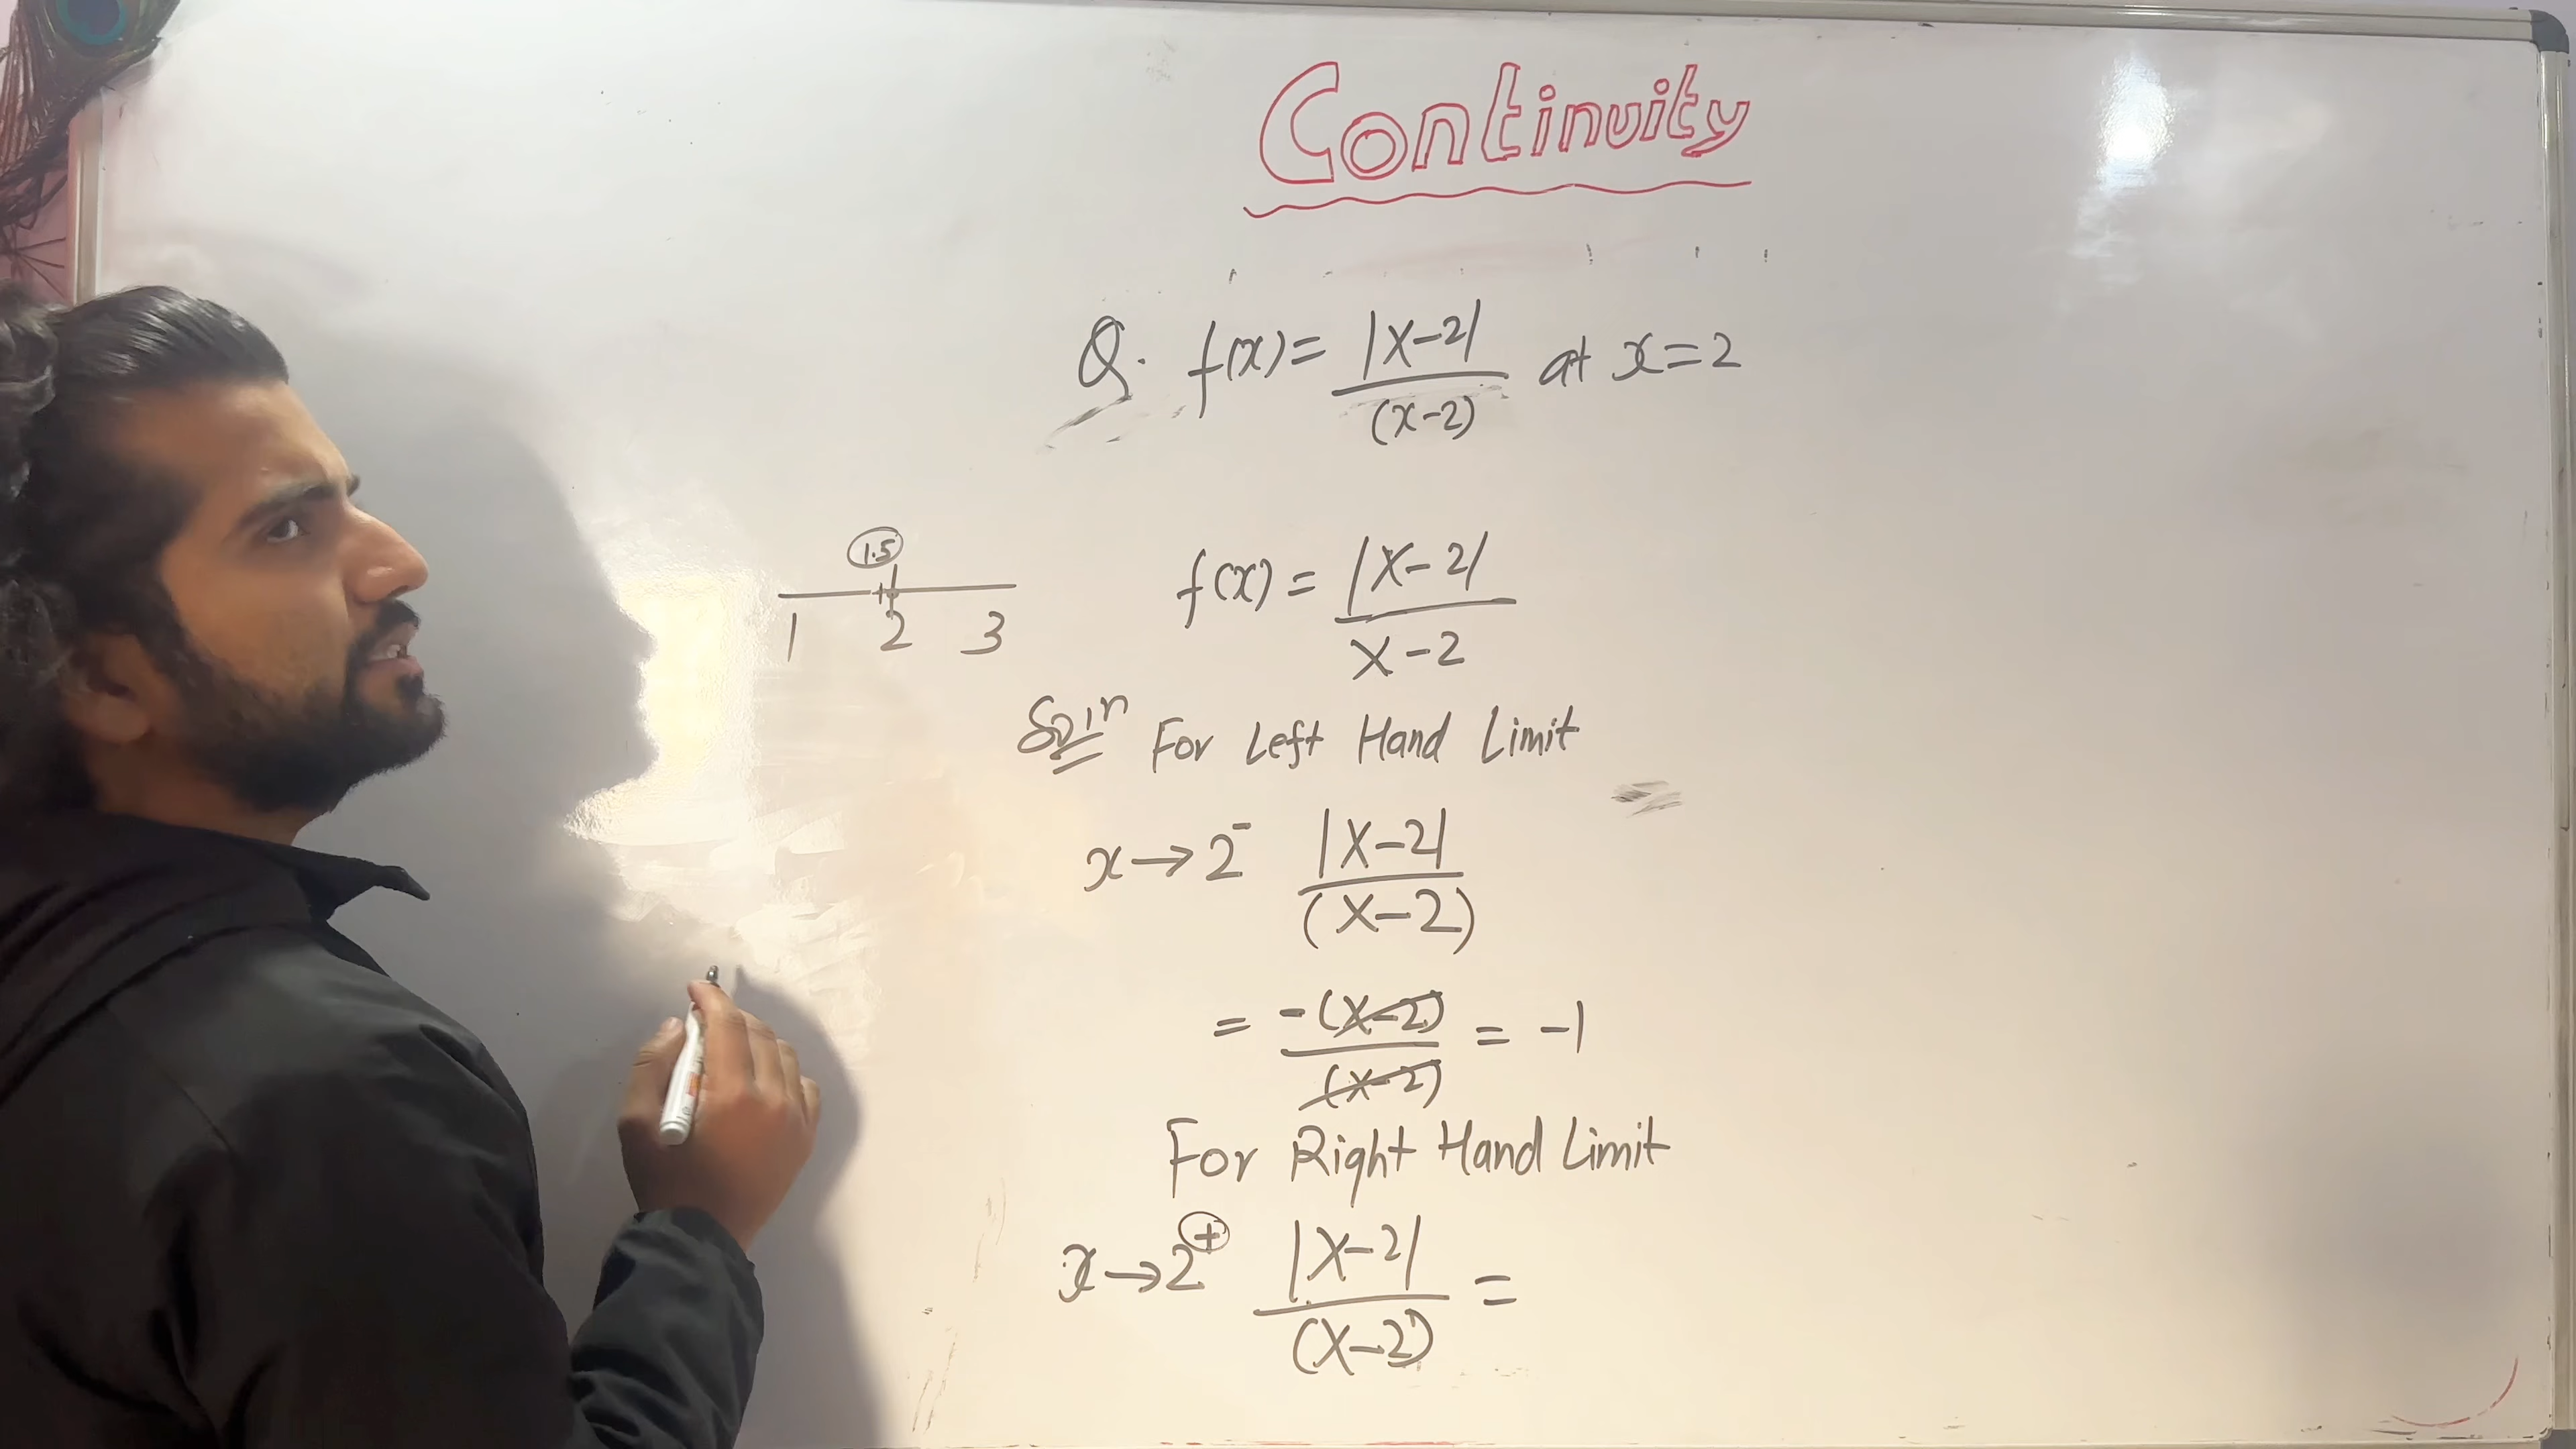 Continuity
Q. f(x) = |x-2| / (x-2) at x=2
1.5
1 2 3
f(x) = |x-2| / x-2
Soln For Left Hand Limit
x→2⁻ |x-2| / (x-2)
= -(x-2) / (x-2) = -1
For Right Hand Limit
x→2⁺ |x-2| / (x-2) =